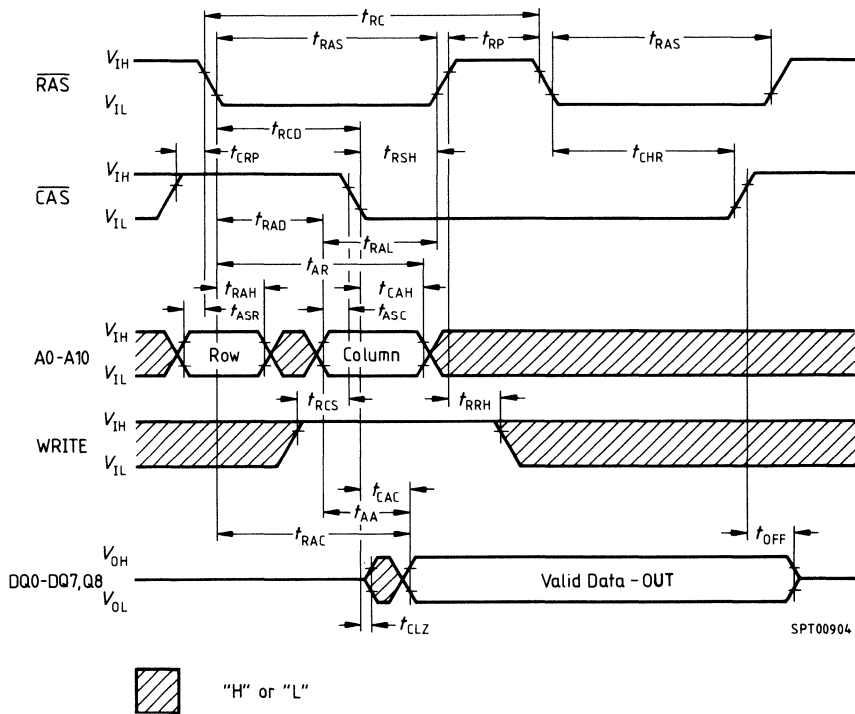 tRC
tRAS
tRP
tRAS
RAS
VIH
VIL
tRCD
tCRP
tRSH
tCHR
CAS
VIH
VIL
tRAD
tRAL
tAR
tRAH
tCAH
tASR
tASC
A0-A10
VIH
VIL
Row
Column
tRCS
tRRH
WRITE
VIH
VIL
tCAC
tAA
tRAC
tOFF
DQ0-DQ7,Q8
VOH
VOL
Valid Data-OUT
tCLZ
SPT00904
"H" or "L"